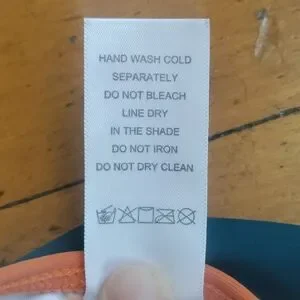 HAND WASH COLD
SEPARATELY
DO NOT BLEACH
LINE DRY
IN THE SHADE
DO NOT IRON
DO NOT DRY CLEAN